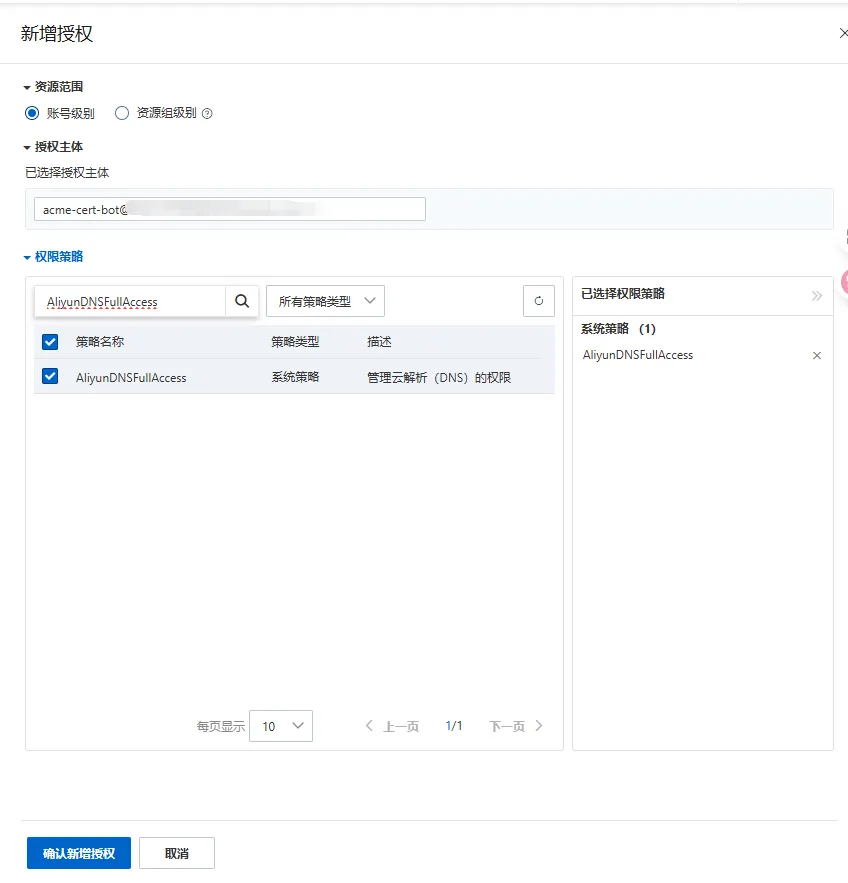 新增授权
资源范围
账号级别 资源组级别
授权主体
已选择授权主体
acme-cert-bot@
权限策略
AliyunDNSFullAccess 所有策略类型
策略名称 策略类型 描述
AliyunDNSFullAccess 系统策略 管理云解析（DNS）的权限
每页显示 10 上一页 1/1 下一页
已选择权限策略
系统策略 （1）
AliyunDNSFullAccess
确认新增授权 取消